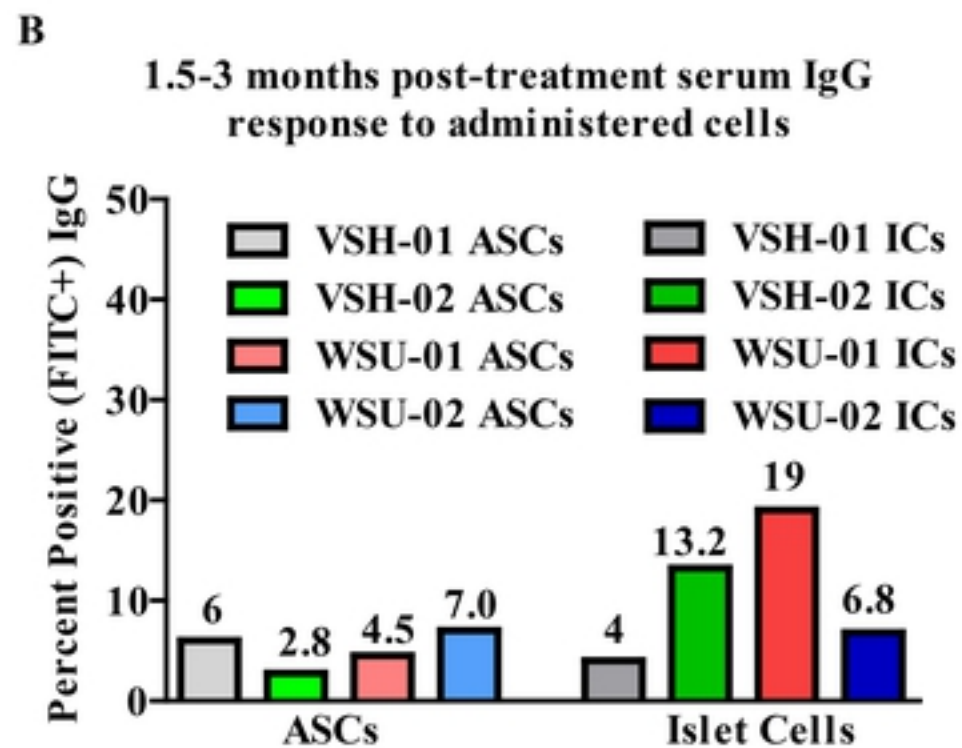 B
1.5-3 months post-treatment serum IgG
response to administered cells
Percent Positive (FITC+) IgG
50
40
30
20
10
0
VSH-01 ASCs
VSH-02 ASCs
WSU-01 ASCs
WSU-02 ASCs
VSH-01 ICs
VSH-02 ICs
WSU-01 ICs
WSU-02 ICs
6
2.8
4.5
7.0
4
13.2
19
6.8
ASCs
Islet Cells